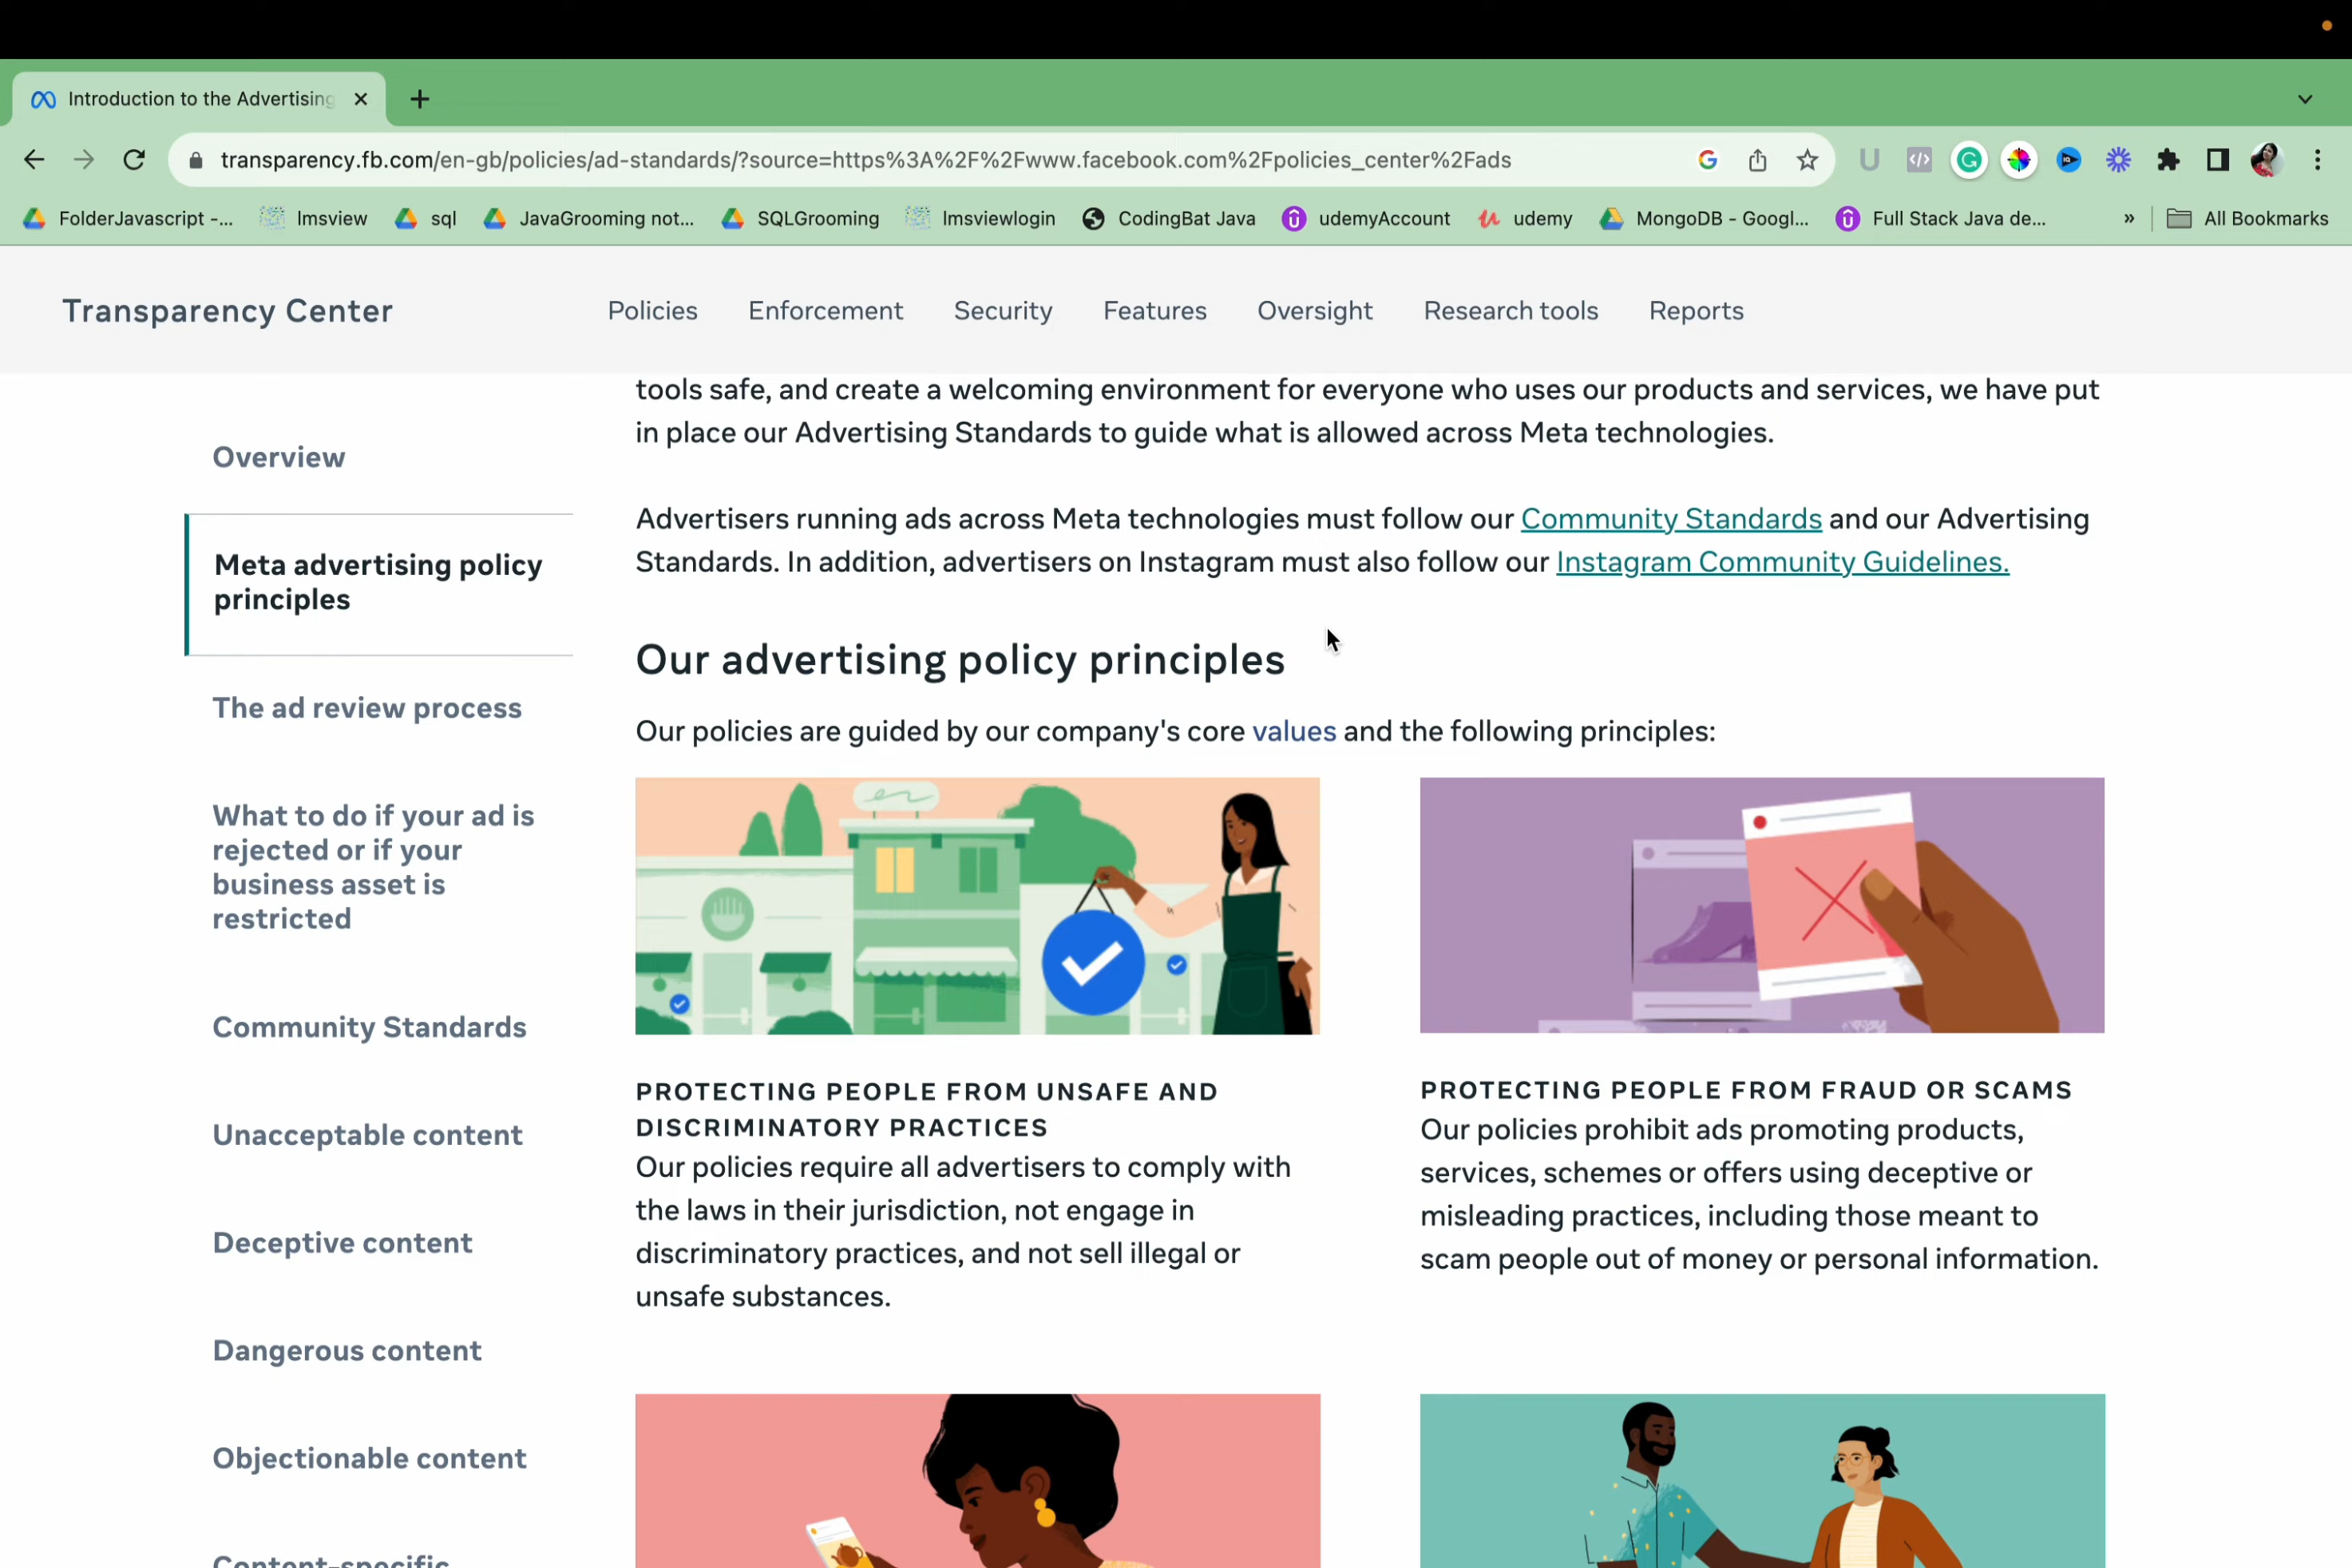 Introduction to the Advertising
transparency.fb.com/en-gb/policies/ad-standards/?source=https%3A%2F%2Fwww.facebook.com%2Fpolicies_center%2Fads
FolderJavascript -...
lmsview
sql
JavaGrooming not...
SQLGrooming
lmsviewlogin
CodingBat Java
udemyAccount
udemy
MongoDB - Googl...
Full Stack Java de...
»
All Bookmarks
Transparency Center
Policies
Enforcement
Security
Features
Oversight
Research tools
Reports
Overview
Meta advertising policy
principles
The ad review process
What to do if your ad is
rejected or if your
business asset is
restricted
Community Standards
Unacceptable content
Deceptive content
Dangerous content
Objectionable content
Content-specific
tools safe, and create a welcoming environment for everyone who uses our products and services, we have put
in place our Advertising Standards to guide what is allowed across Meta technologies.
Advertisers running ads across Meta technologies must follow our Community Standards and our Advertising
Standards. In addition, advertisers on Instagram must also follow our Instagram Community Guidelines.
Our advertising policy principles
Our policies are guided by our company's core values and the following principles:
PROTECTING PEOPLE FROM UNSAFE AND
DISCRIMINATORY PRACTICES
Our policies require all advertisers to comply with
the laws in their jurisdiction, not engage in
discriminatory practices, and not sell illegal or
unsafe substances.
PROTECTING PEOPLE FROM FRAUD OR SCAMS
Our policies prohibit ads promoting products,
services, schemes or offers using deceptive or
misleading practices, including those meant to
scam people out of money or personal information.